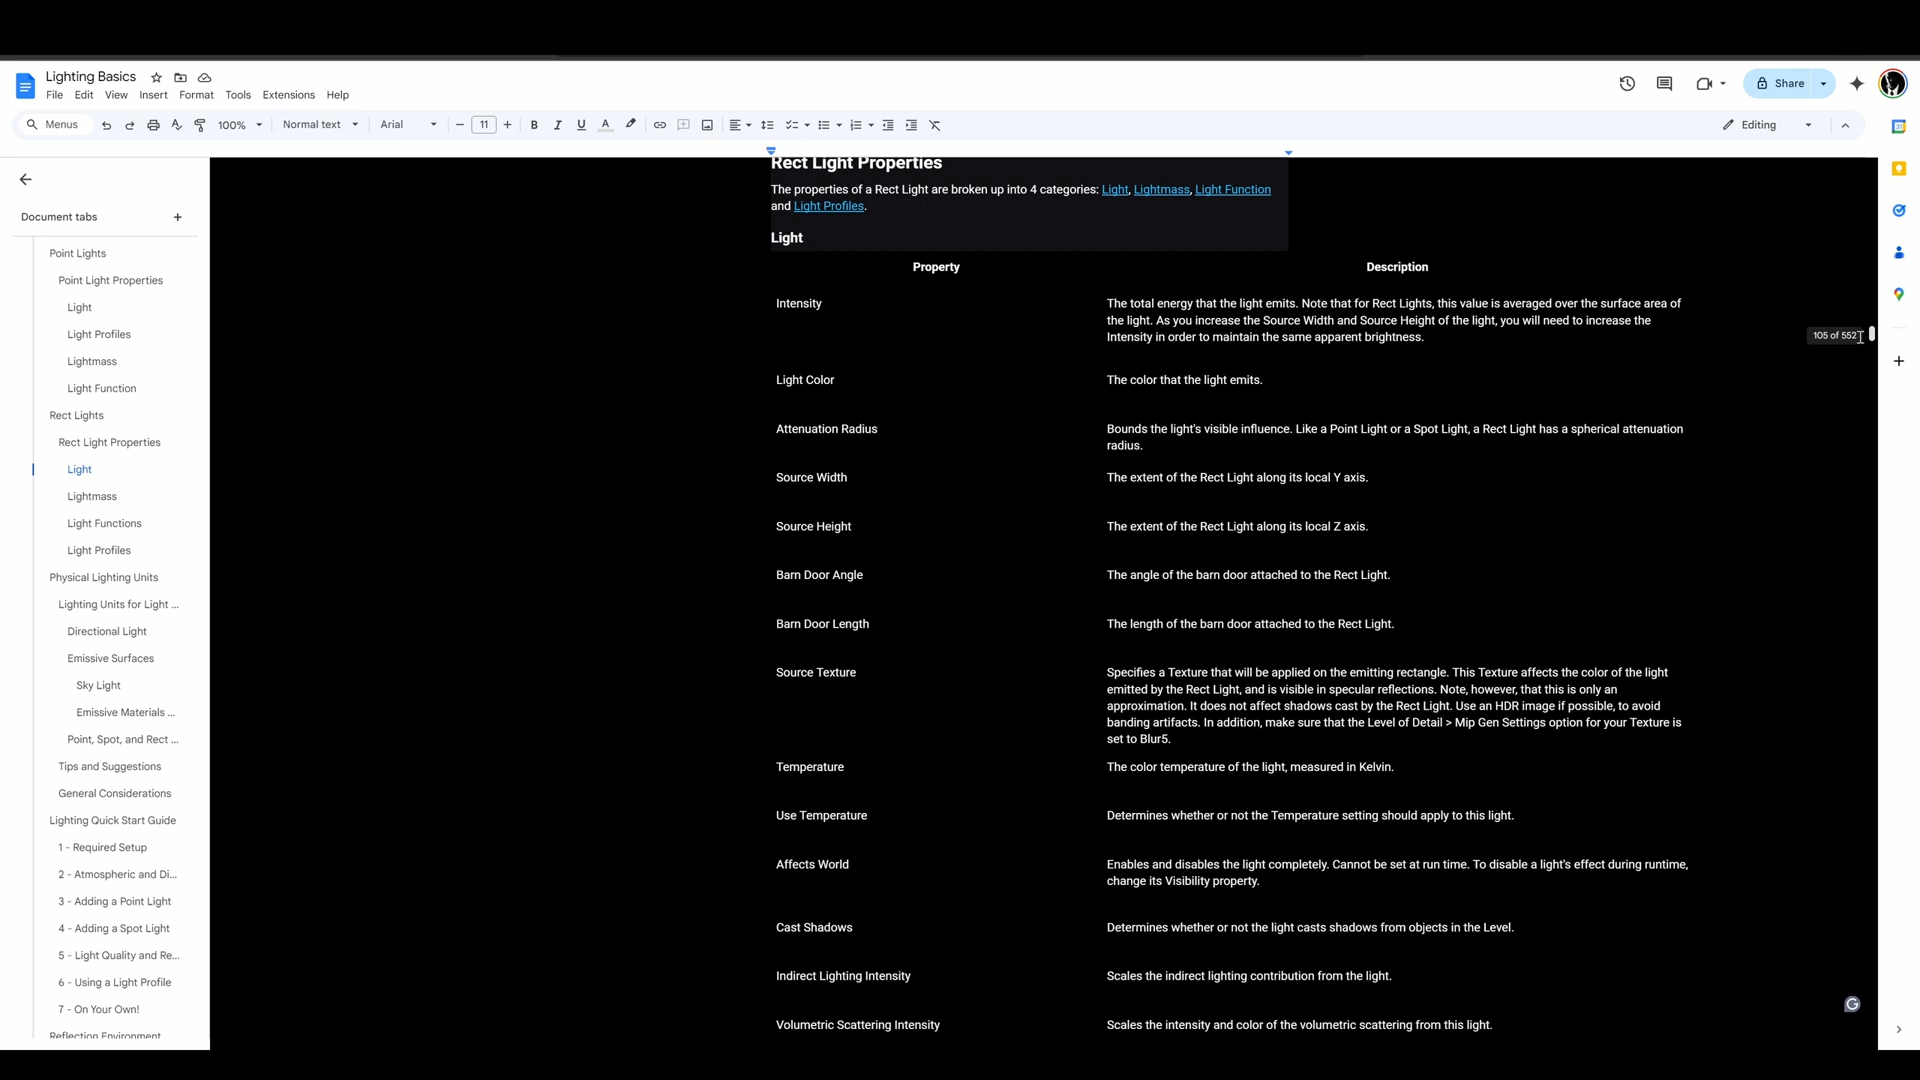 Lighting Basics
File Edit View Insert Format Tools Extensions Help
Share
Menus
100%
Normal text
Arial
11
Editing
Document tabs
Point Lights
Point Light Properties
Light
Light Profiles
Lightmass
Light Function
Rect Lights
Rect Light Properties
Light
Lightmass
Light Functions
Light Profiles
Physical Lighting Units
Lighting Units for Light ...
Directional Light
Emissive Surfaces
Sky Light
Emissive Materials ...
Point, Spot, and Rect ...
Tips and Suggestions
General Considerations
Lighting Quick Start Guide
1 - Required Setup
2 - Atmospheric and Di...
3 - Adding a Point Light
4 - Adding a Spot Light
5 - Light Quality and Re...
6 - Using a Light Profile
7 - On Your Own!
Reflection Environment
Rect Light Properties
The properties of a Rect Light are broken up into 4 categories: Light, Lightmass, Light Function
and Light Profiles.
Light
Property Description
Intensity
The total energy that the light emits. Note that for Rect Lights, this value is averaged over the surface area of
the light. As you increase the Source Width and Source Height of the light, you will need to increase the
Intensity in order to maintain the same apparent brightness.
105 of 552
Light Color
The color that the light emits.
Attenuation Radius
Bounds the light's visible influence. Like a Point Light or a Spot Light, a Rect Light has a spherical attenuation
radius.
Source Width
The extent of the Rect Light along its local Y axis.
Source Height
The extent of the Rect Light along its local Z axis.
Barn Door Angle
The angle of the barn door attached to the Rect Light.
Barn Door Length
The length of the barn door attached to the Rect Light.
Source Texture
Specifies a Texture that will be applied on the emitting rectangle. This Texture affects the color of the light
emitted by the Rect Light, and is visible in specular reflections. Note, however, that this is only an
approximation. It does not affect shadows cast by the Rect Light. Use an HDR image if possible, to avoid
banding artifacts. In addition, make sure that the Level of Detail > Mip Gen Settings option for your Texture is
set to Blur5.
Temperature
The color temperature of the light, measured in Kelvin.
Use Temperature
Determines whether or not the Temperature setting should apply to this light.
Affects World
Enables and disables the light completely. Cannot be set at run time. To disable a light's effect during runtime,
change its Visibility property.
Cast Shadows
Determines whether or not the light casts shadows from objects in the Level.
Indirect Lighting Intensity
Scales the indirect lighting contribution from the light.
Volumetric Scattering Intensity
Scales the intensity and color of the volumetric scattering from this light.